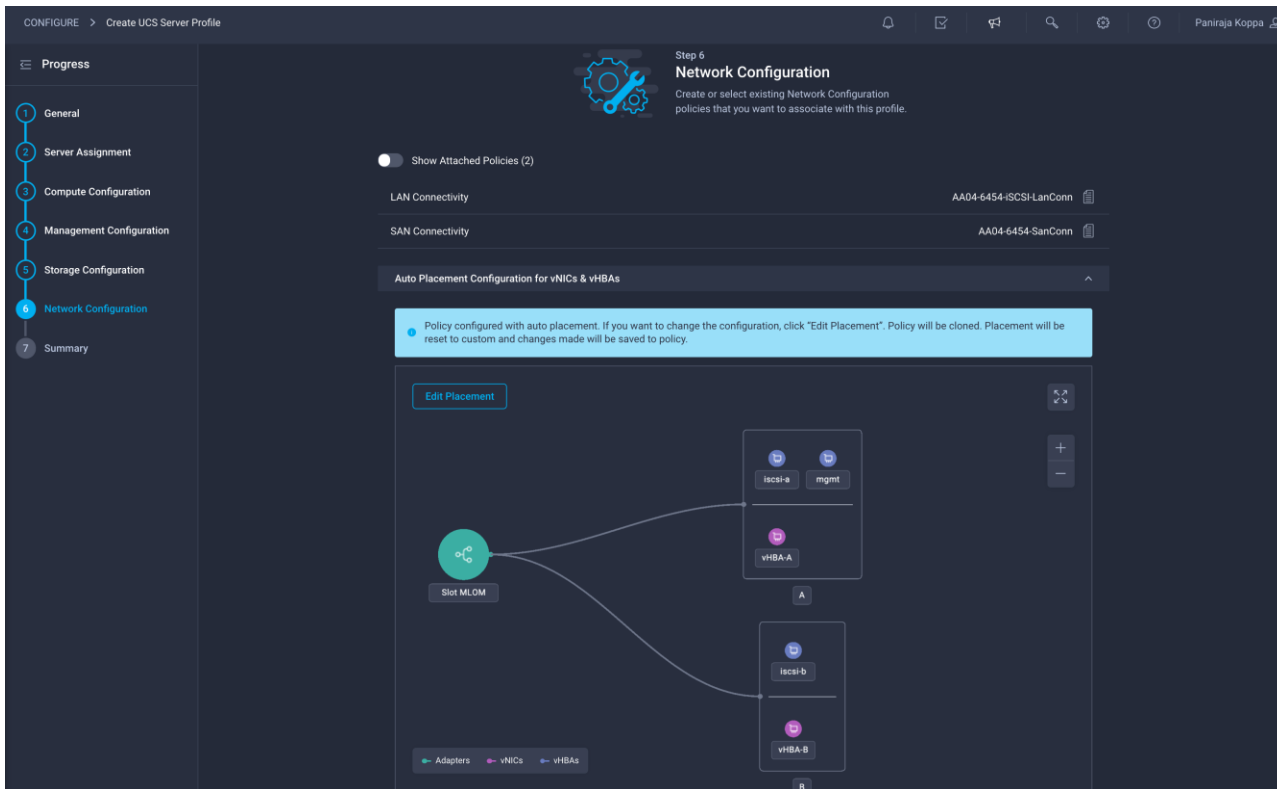 CONFIGURE > Create UCS Server Profile
Paniraja Koppa
Progress
1 General
2 Server Assignment
3 Compute Configuration
4 Management Configuration
5 Storage Configuration
6 Network Configuration
7 Summary
Step 6
Network Configuration
Create or select existing Network Configuration
policies that you want to associate with this profile.
Show Attached Policies (2)
LAN Connectivity AA04-6454-iSCSI-LanConn
SAN Connectivity AA04-6454-SanConn
Auto Placement Configuration for vNICs & vHBAs
Policy configured with auto placement. If you want to change the configuration, click "Edit Placement". Policy will be cloned. Placement will be
reset to custom and changes made will be saved to policy.
Edit Placement
iscsi-a mgmt
vHBA-A
Slot MLOM
A
iscsi-b
vHBA-B
Adapters vNICs vHBAs
B